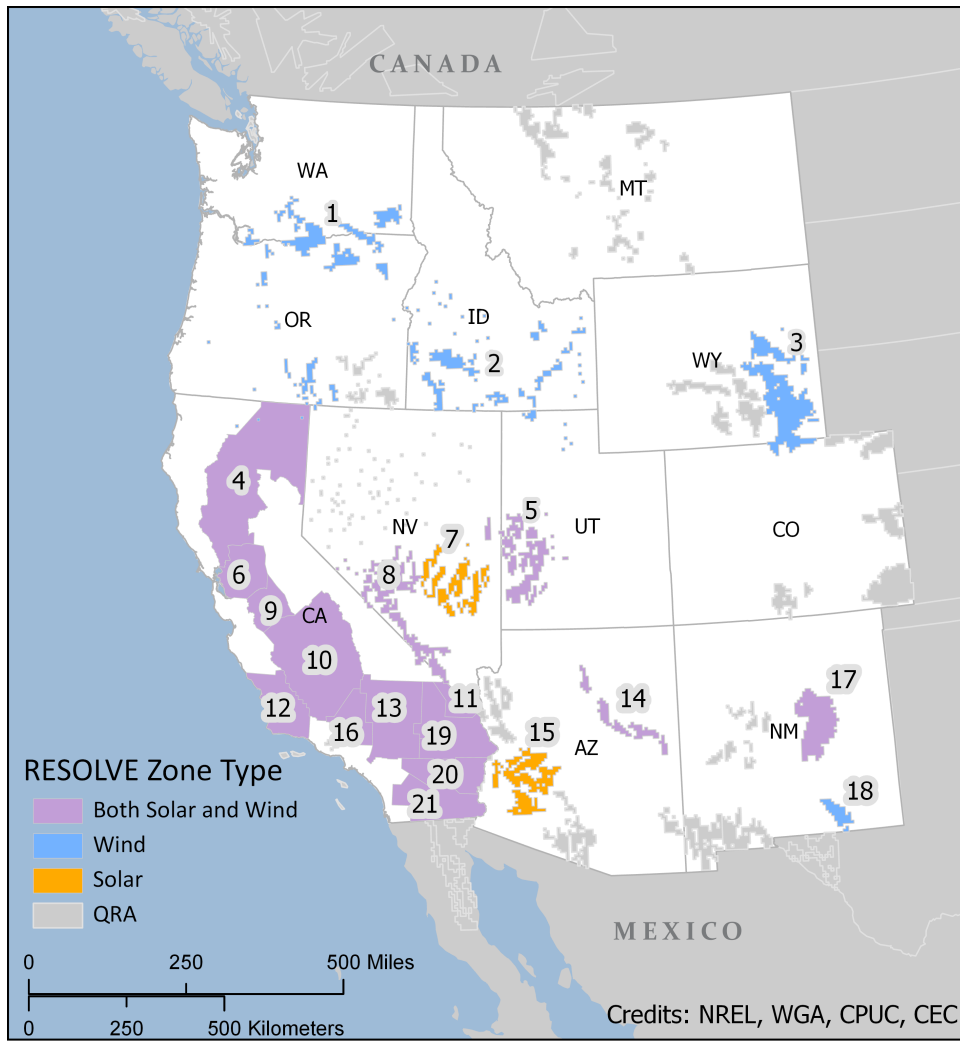 CANADA
WA
MT
1
OR
ID
2
WY
3
4
5
NV
7
UT
CO
6
8
9
CA
10
12
13
11
14
17
16
19
15
AZ
NM
20
18
21
RESOLVE Zone Type
Both Solar and Wind
Wind
Solar
QRA
MEXICO
0 250 500 Miles
0 250 500 Kilometers
Credits: NREL, WGA, CPUC, CEC